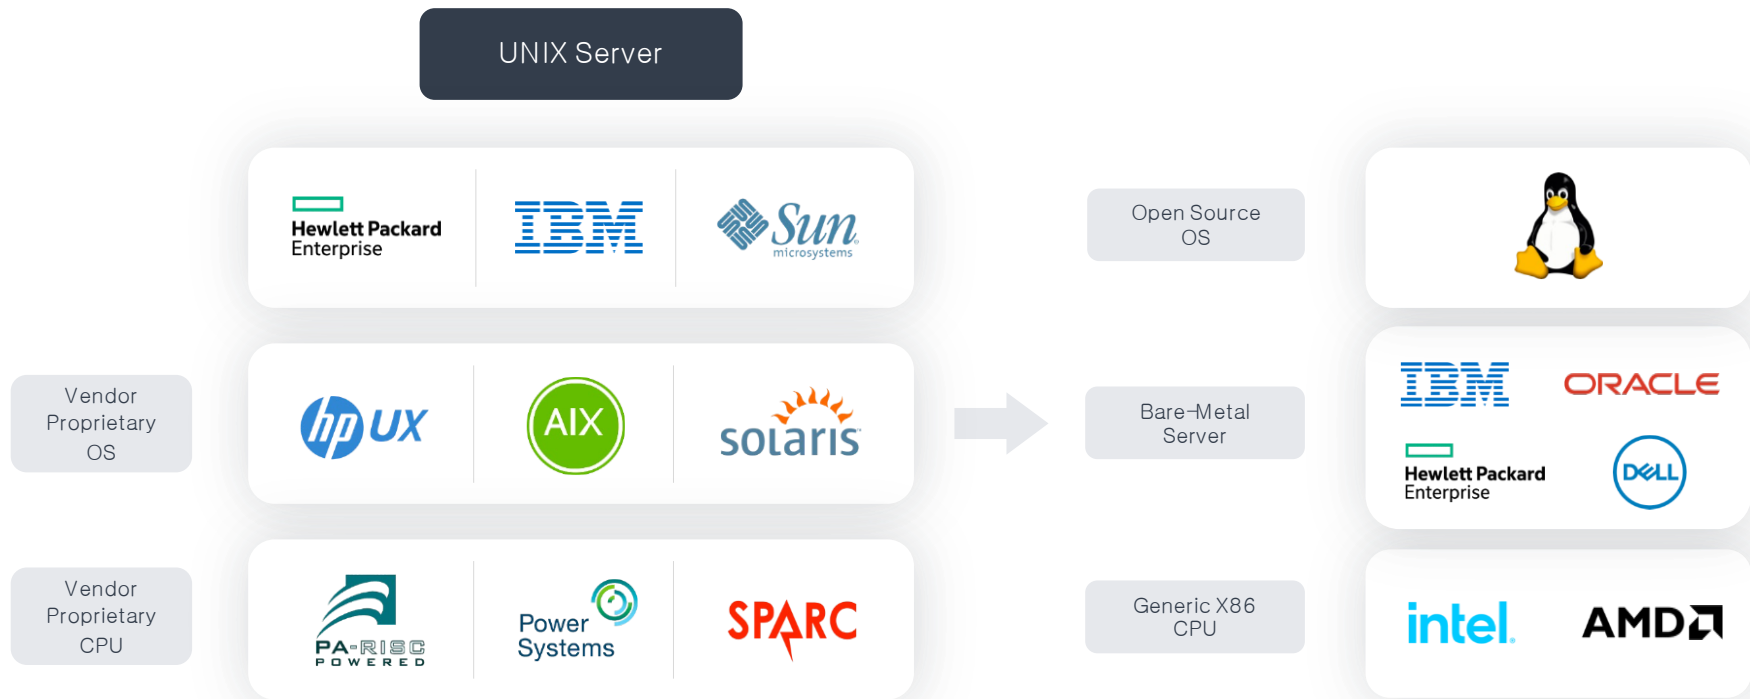 UNIX Server
Hewlett Packard
Enterprise
IBM
Sun
microsystems
Open Source
OS
Vendor
Proprietary
OS
hp UX
AIX
solaris
Bare-Metal
Server
IBM
ORACLE
Hewlett Packard
Enterprise
DELL
Vendor
Proprietary
CPU
PA-RISC
POWERED
Power
Systems
SPARC
Generic X86
CPU
intel.
AMD